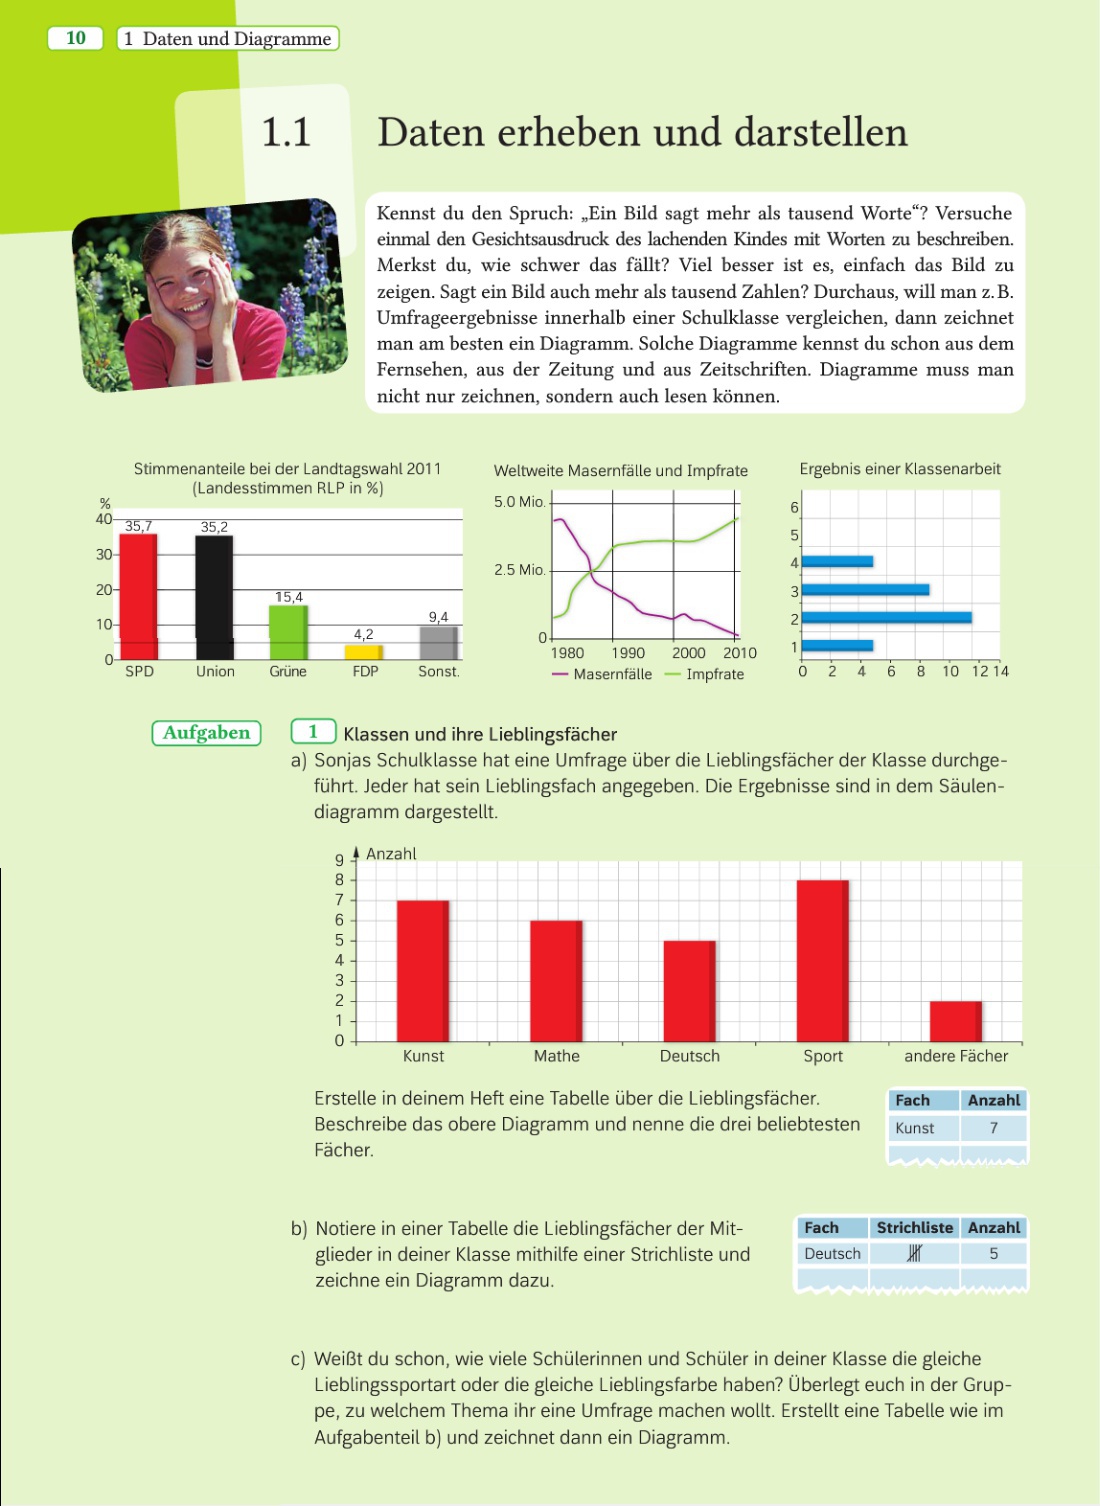 10
1 Daten und Diagramme
1.1 Daten erheben und darstellen
Kennst du den Spruch: „Ein Bild sagt mehr als tausend Worte“? Versuche
einmal den Gesichtsausdruck des lachenden Kindes mit Worten zu beschreiben.
Merkst du, wie schwer das fällt? Viel besser ist es, einfach das Bild zu
zeigen. Sagt ein Bild auch mehr als tausend Zahlen? Durchaus, will man z. B.
Umfrageergebnisse innerhalb einer Schulklasse vergleichen, dann zeichnet
man am besten ein Diagramm. Solche Diagramme kennst du schon aus dem
Fernsehen, aus der Zeitung und aus Zeitschriften. Diagramme muss man
nicht nur zeichnen, sondern auch lesen können.
Stimmenanteile bei der Landtagswahl 2011
(Landesstimmen RLP in %)
%
40
30
20
10
0
35,7
35,2
15,4
4,2
9,4
SPD Union Grüne FDP Sonst.
Weltweite Masernfälle und Impfrate
5.0 Mio.
2.5 Mio.
0
1980 1990 2000 2010
Masernfälle Impfrate
Ergebnis einer Klassenarbeit
6
5
4
3
2
1
0 2 4 6 8 10 12 14
Aufgaben
1 Klassen und ihre Lieblingsfächer
a) Sonjas Schulklasse hat eine Umfrage über die Lieblingsfächer der Klasse durchge-
führt. Jeder hat sein Lieblingsfach angegeben. Die Ergebnisse sind in dem Säulen-
diagramm dargestellt.
Anzahl
9
8
7
6
5
4
3
2
1
0
Kunst Mathe Deutsch Sport andere Fächer
Erstelle in deinem Heft eine Tabelle über die Lieblingsfächer.
Beschreibe das obere Diagramm und nenne die drei beliebtesten
Fächer.
Fach Anzahl
Kunst 7
b) Notiere in einer Tabelle die Lieblingsfächer der Mit-
glieder in deiner Klasse mithilfe einer Strichliste und
zeichne ein Diagramm dazu.
Fach Strichliste Anzahl
Deutsch 5
c) Weißt du schon, wie viele Schülerinnen und Schüler in deiner Klasse die gleiche
Lieblingssportart oder die gleiche Lieblingsfarbe haben? Überlegt euch in der Grup-
pe, zu welchem Thema ihr eine Umfrage machen wollt. Erstellt eine Tabelle wie im
Aufgabenteil b) und zeichnet dann ein Diagramm.